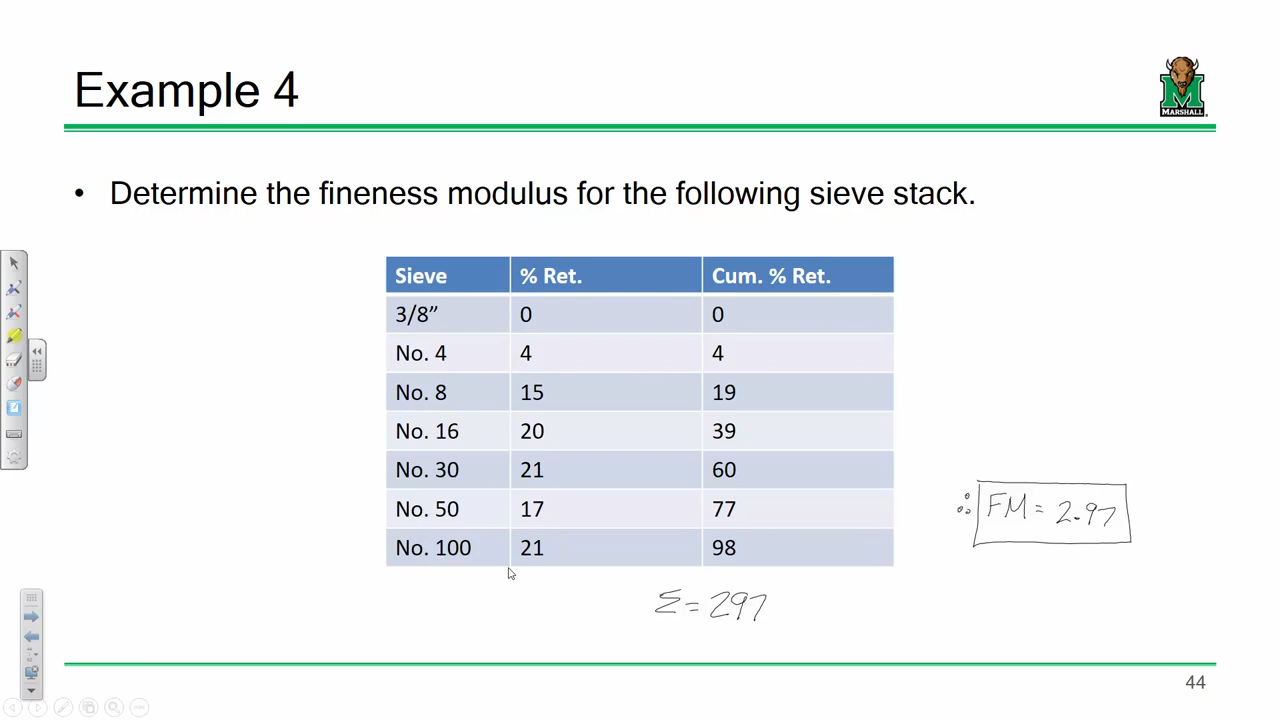 Example 4
MARSHALL
• Determine the fineness modulus for the following sieve stack.
Sieve % Ret. Cum. % Ret.
3/8” 0 0
No. 4 4 4
No. 8 15 19
No. 16 20 39
No. 30 21 60
No. 50 17 77
No. 100 21 98
∴ FM = 2.97
Σ = 297
44